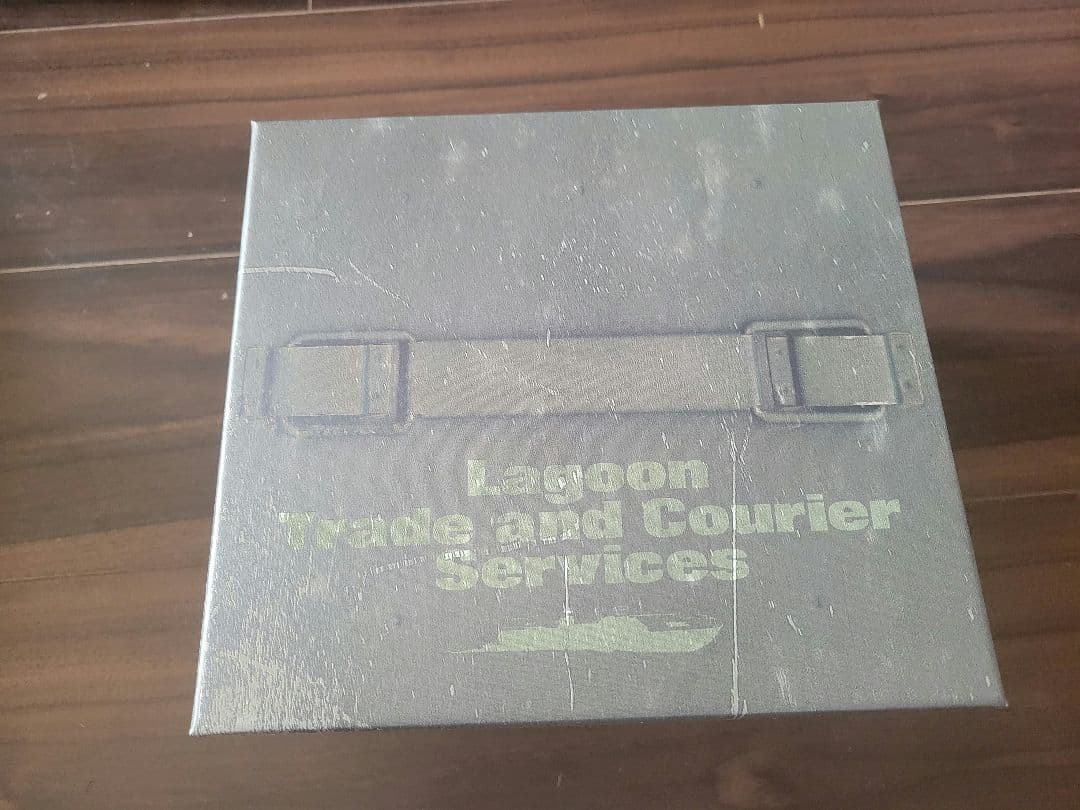 Lagoon
Trade and Courier
Services